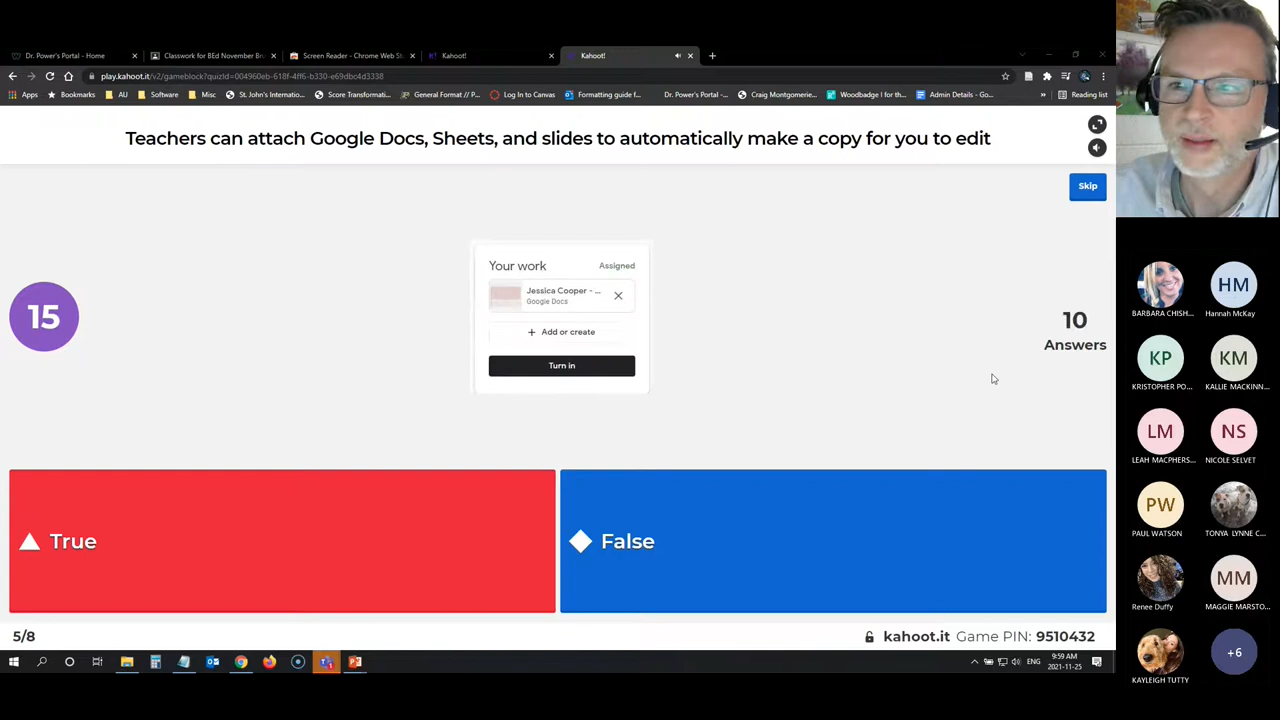 Dr. Power's Portal - Home
Classwork for BEd November Br
Screen Reader - Chrome Web St
Kahoot!
Kahoot!
play.kahoot.it/v2/gameblock?quizId=004960eb-618f-4ff6-b330-e69dbc4d3338
Apps
Bookmarks
AU
Software
Misc
St. John's Internatio...
Score Transformati...
General Format // P...
Log In to Canvas
Formatting guide f...
Dr. Power's Portal -...
Craig Montgomerie...
Woodbadge I for th...
Admin Details - Go...
Reading list
Teachers can attach Google Docs, Sheets, and slides to automatically make a copy for you to edit
Skip
Your work
Assigned
Jessica Cooper - ...
Google Docs
Add or create
Turn in
15
10
Answers
True
False
5/8
kahoot.it Game PIN: 9510432
ENG
9:59 AM
2021-11-25
BARBARA CHISH...
HM
Hannah McKay
KP
KRISTOPHER PO...
KM
KALLIE MACKINN...
LM
LEAH MACPHERS...
NS
NICOLE SELVET
PW
PAUL WATSON
TONYA LYNNE C...
Renee Duffy
MM
MAGGIE MARSTO...
KAYLEIGH TUTTY
+6